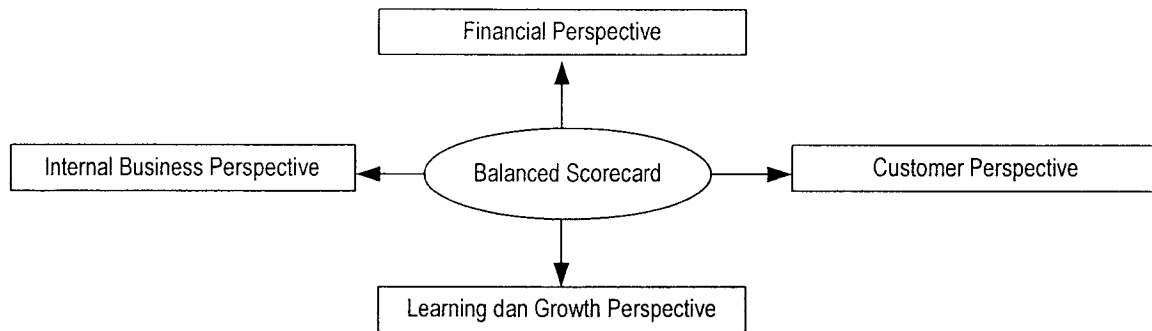 Financial Perspective
Internal Business Perspective
Balanced Scorecard
Customer Perspective
Learning dan Growth Perspective